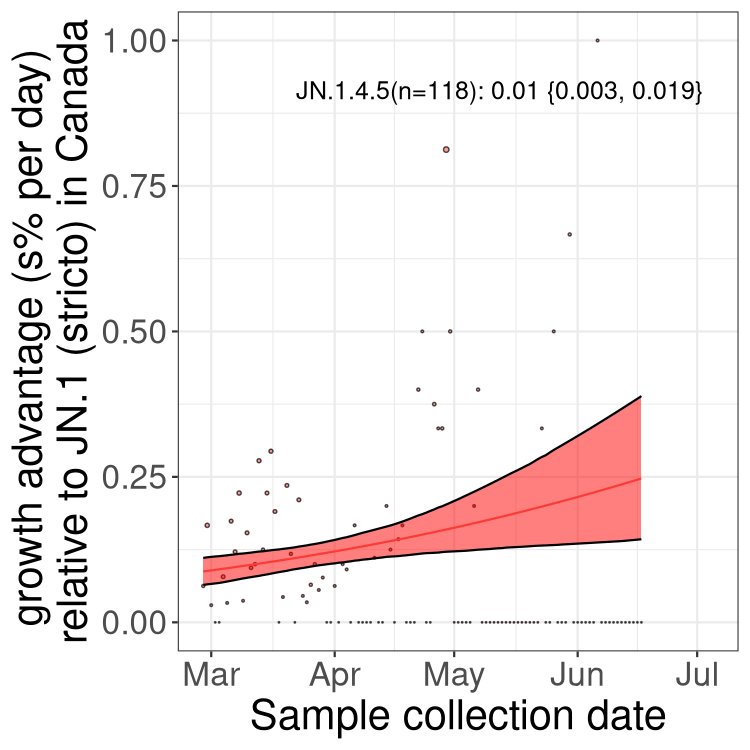 growth advantage (s% per day)
relative to JN.1 (stricto) in Canada
1.00
JN.1.4.5(n=118): 0.01 {0.003, 0.019}
0.75
0.50
0.25
0.00
Mar Apr May Jun Jul
Sample collection date